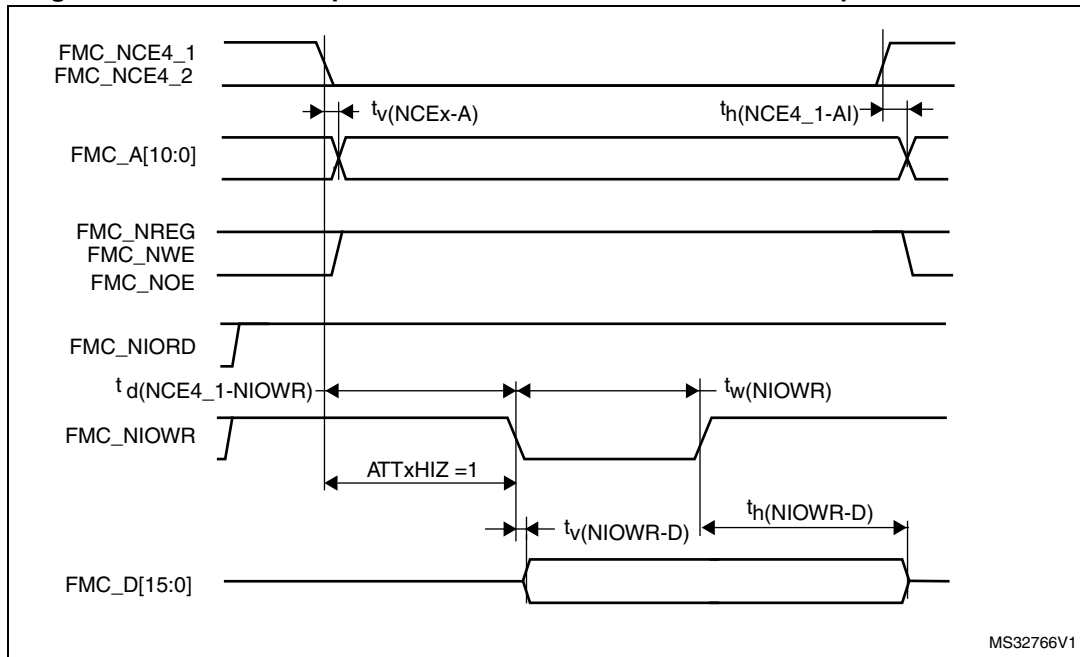 FMC_NCE4_1
FMC_NCE4_2
tv(NCEx-A)
th(NCE4_1-AI)
FMC_A[10:0]
FMC_NREG
FMC_NWE
FMC_NOE
FMC_NIORD
td(NCE4_1-NIOWR)
tw(NIOWR)
FMC_NIOWR
ATTxHIZ =1
th(NIOWR-D)
tv(NIOWR-D)
FMC_D[15:0]
MS32766V1